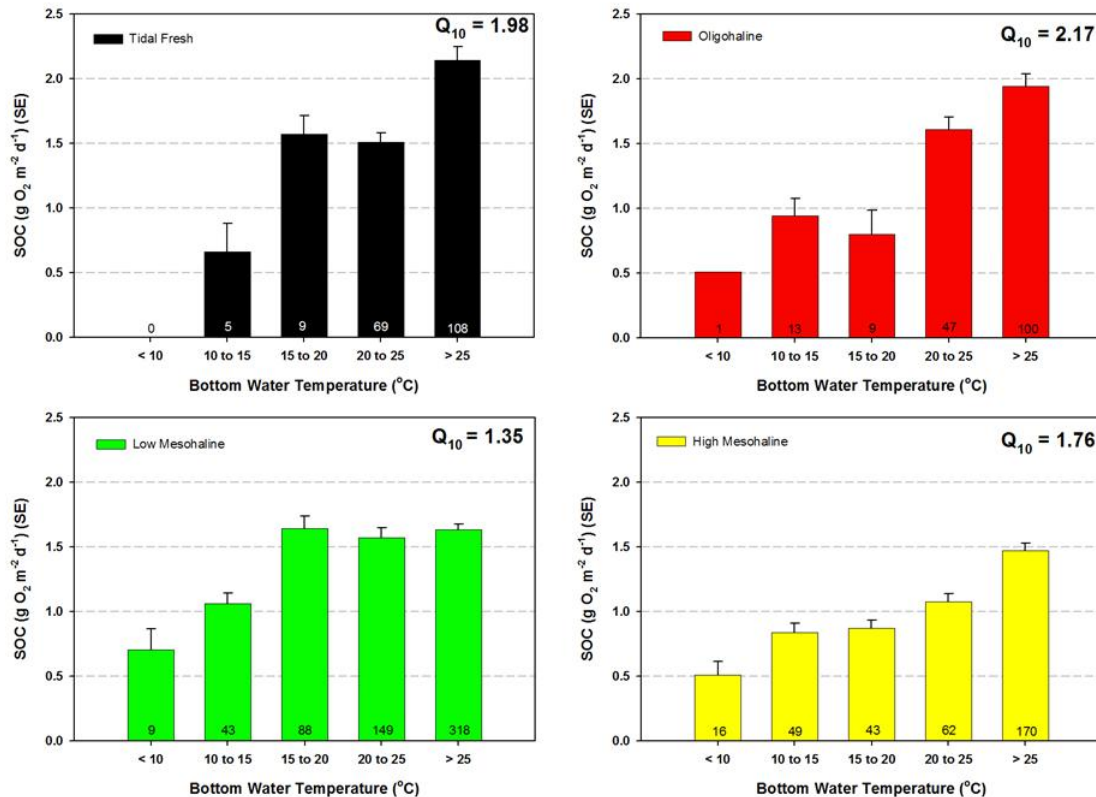 Tidal Fresh
Q10 = 1.98
SOC (g O2 m-2 d-1) (SE)
2.5
2.0
1.5
1.0
0.5
0.0
0 5 9 69 108
< 10 10 to 15 15 to 20 20 to 25 > 25
Bottom Water Temperature (oC)
Oligohaline
Q10 = 2.17
SOC (g O2 m-2 d-1) (SE)
2.5
2.0
1.5
1.0
0.5
0.0
1 13 9 47 100
< 10 10 to 15 15 to 20 20 to 25 > 25
Bottom Water Temperature (oC)
Low Mesohaline
Q10 = 1.35
SOC (g O2 m-2 d-1) (SE)
2.5
2.0
1.5
1.0
0.5
0.0
9 43 88 149 318
< 10 10 to 15 15 to 20 20 to 25 > 25
Bottom Water Temperature (oC)
High Mesohaline
Q10 = 1.76
SOC (g O2 m-2 d-1) (SE)
2.5
2.0
1.5
1.0
0.5
0.0
16 49 43 62 170
< 10 10 to 15 15 to 20 20 to 25 > 25
Bottom Water Temperature (oC)